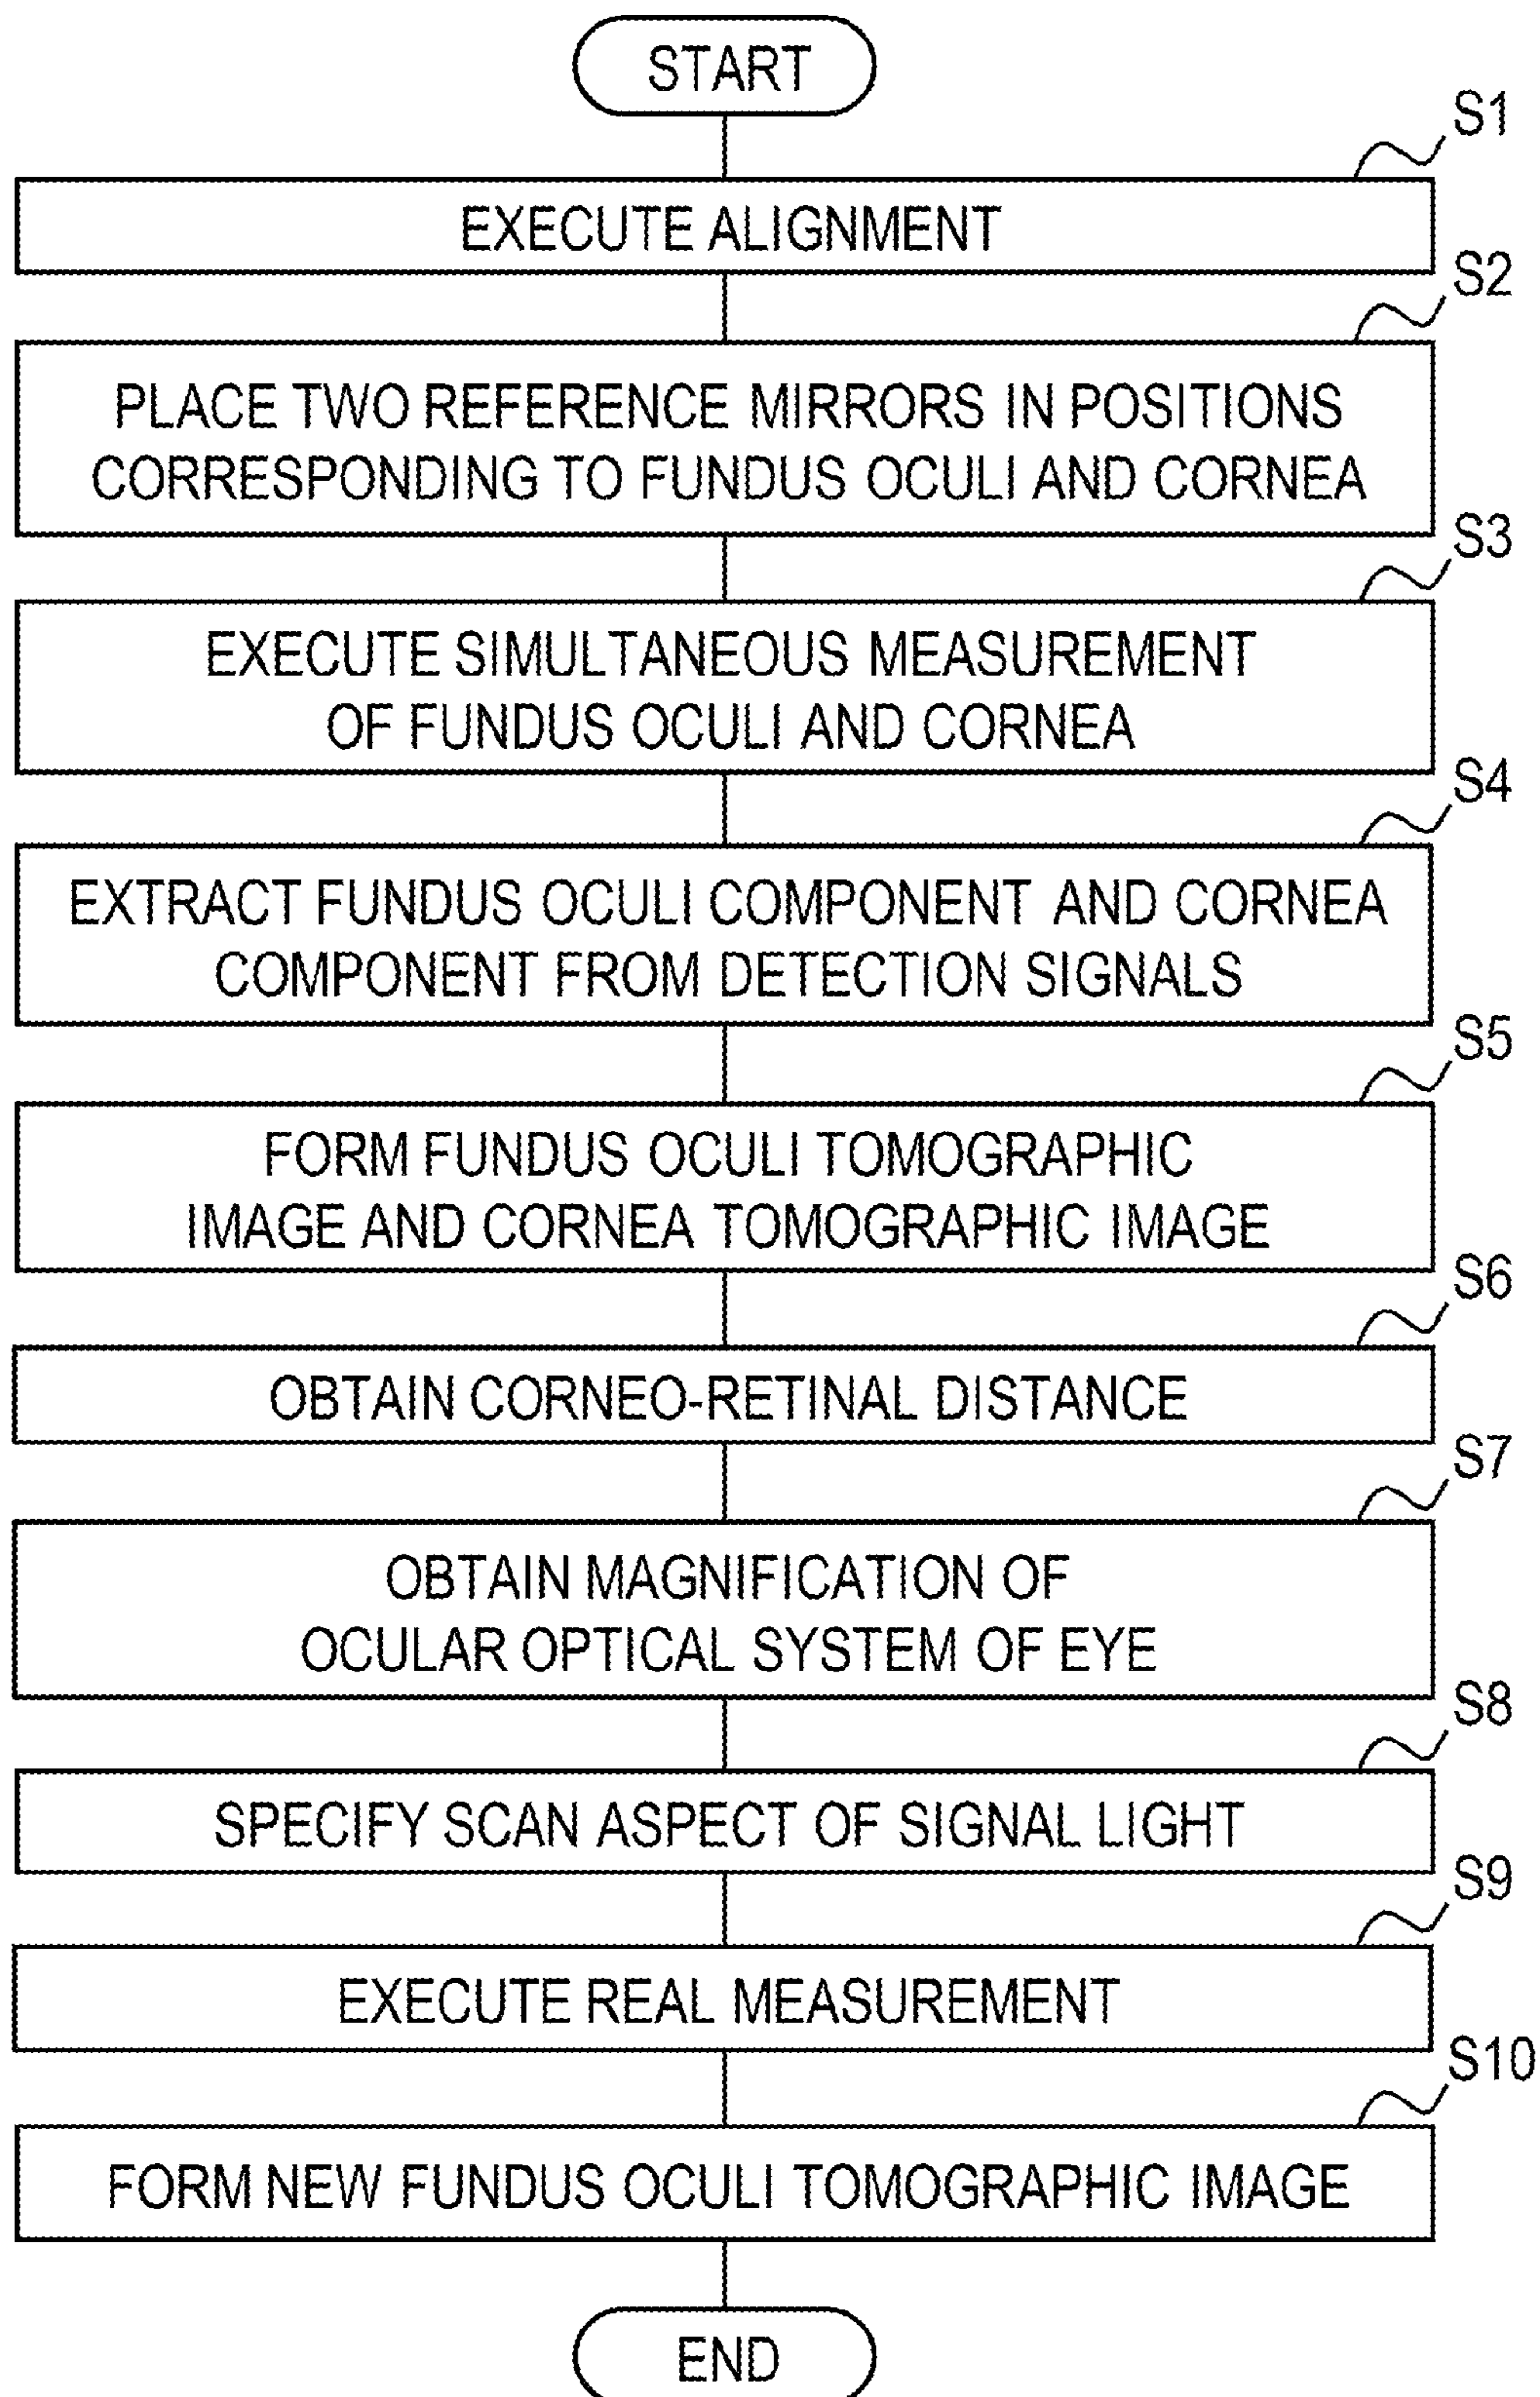 START
S1
EXECUTE ALIGNMENT
S2
PLACE TWO REFERENCE MIRRORS IN POSITIONS
CORRESPONDING TO FUNDUS OCULI AND CORNEA
S3
EXECUTE SIMULTANEOUS MEASUREMENT
OF FUNDUS OCULI AND CORNEA
S4
EXTRACT FUNDUS OCULI COMPONENT AND CORNEA
COMPONENT FROM DETECTION SIGNALS
S5
FORM FUNDUS OCULI TOMOGRAPHIC
IMAGE AND CORNEA TOMOGRAPHIC IMAGE
S6
OBTAIN CORNEO-RETINAL DISTANCE
S7
OBTAIN MAGNIFICATION OF
OCULAR OPTICAL SYSTEM OF EYE
S8
SPECIFY SCAN ASPECT OF SIGNAL LIGHT
S9
EXECUTE REAL MEASUREMENT
S10
FORM NEW FUNDUS OCULI TOMOGRAPHIC IMAGE
END